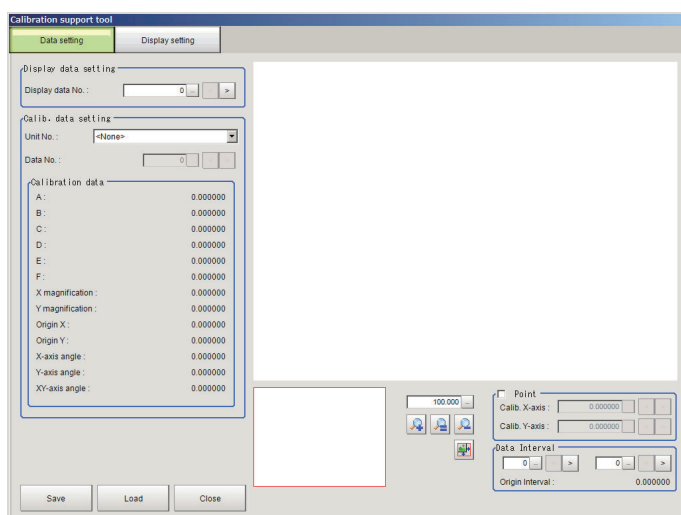 Calibration support tool
Data setting Display setting
Display data setting
Display data No. : 0 ... < >
Calib. data setting
Unit No. : <None>
Data No. : 0
Calibration data
A : 0.000000
B : 0.000000
C : 0.000000
D : 0.000000
E : 0.000000
F : 0.000000
X magnification : 0.000000
Y magnification : 0.000000
Origin X : 0.000000
Origin Y : 0.000000
X-axis angle : 0.000000
Y-axis angle : 0.000000
XY-axis angle : 0.000000
100.000 ...
Point
Calib. X-axis : 0.000000
Calib. Y-axis : 0.000000
Data Interval
0 ... < > 0 ... < >
Origin Interval : 0.000000
Save Load Close